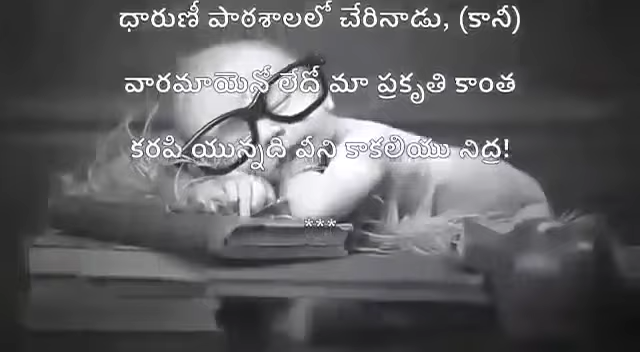 ధారుణీ పాఠశాలలో చేరినాడు, (కానీ)
వారమాయెనో లేదో మా ప్రకృతి కాంత
కరపి యున్నది వీని కాకలియు నిద్ర!
***